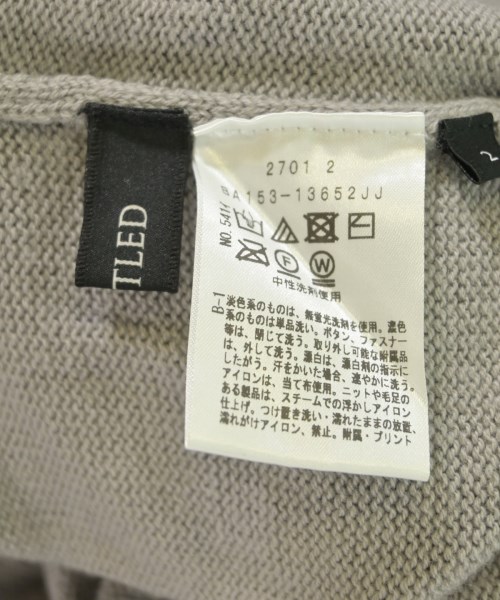 TLED
2701 2
BA153-13652JJ
NO.5414
F
W
中性洗剤使用
B-1
淡色系のものは、無蛍光洗剤を使用。濃色
系のものは単品洗い。ボタン、ファスナー
等は、閉じて洗う。取り外し可能な附属品
は、外して洗う。漂白は、漂白剤の指示に
したがう。汗をかいた場合、速やかに洗う。
アイロンは、当て布使用。ニットや毛足の
ある製品は、スチームでの浮かしアイロン
仕上げ。つけ置き洗い・濡れたままの放置、
濡れがけアイロン、禁止。附属・プリント
2